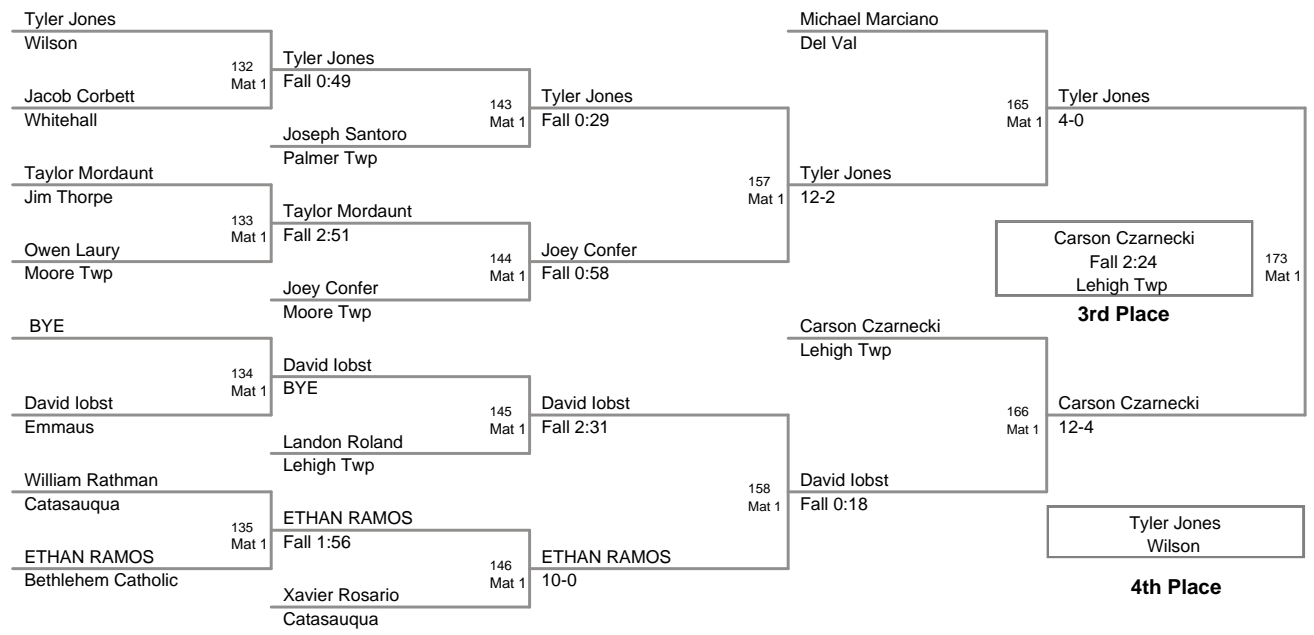 Tyler Jones
Wilson
132
Mat 1
Jacob Corbett
Whitehall
Taylor Mordaunt
Jim Thorpe
133
Mat 1
Owen Laury
Moore Twp
BYE
134
Mat 1
David Iobst
Emmaus
William Rathman
Catasauqua
135
Mat 1
ETHAN RAMOS
Bethlehem Catholic
Tyler Jones
Fall 0:49
143
Mat 1
Joseph Santoro
Palmer Twp
Taylor Mordaunt
Fall 2:51
144
Mat 1
Joey Confer
Moore Twp
David Iobst
BYE
145
Mat 1
Landon Roland
Lehigh Twp
ETHAN RAMOS
Fall 1:56
146
Mat 1
Xavier Rosario
Catasauqua
Tyler Jones
Fall 0:29
157
Mat 1
Joey Confer
Fall 0:58
David Iobst
Fall 2:31
158
Mat 1
ETHAN RAMOS
10-0
Michael Marciano
Del Val
165
Mat 1
Tyler Jones
12-2
Carson Czarnecki
Lehigh Twp
166
Mat 1
David Iobst
Fall 0:18
Tyler Jones
4-0
Carson Czarnecki
Fall 2:24
Lehigh Twp
3rd Place
173
Mat 1
Carson Czarnecki
12-4
Tyler Jones
Wilson
4th Place